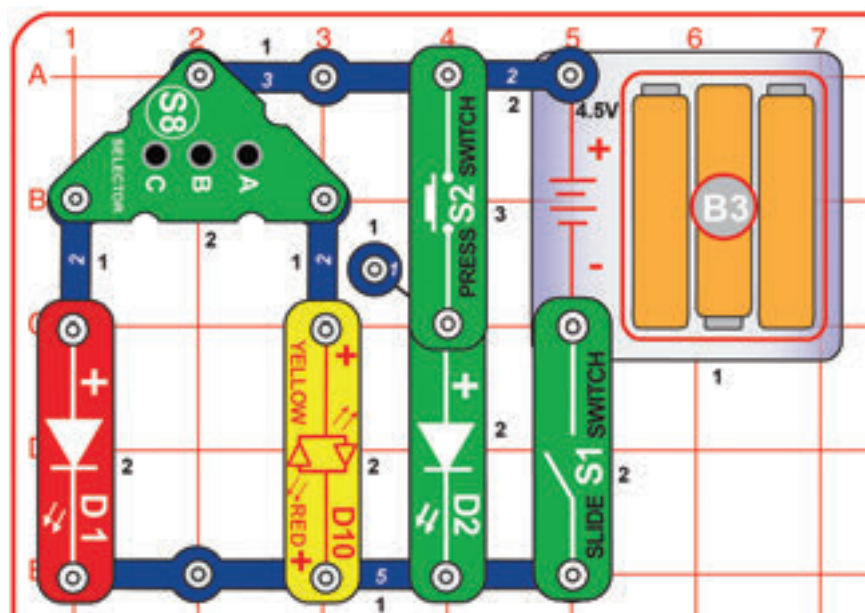 1 2 3 4 5 6 7
A
1
3
2
2
4.5V
S8
SELECTOR
C B A
+
B
2
1
2
1
2
1
1
PRESS S2 SWITCH
3
-
B3
C
1
+
D1
2
YELLOW
+
RED+
D10
2
+
D2
2
SLIDE S1 SWITCH
2
D
E
5
1